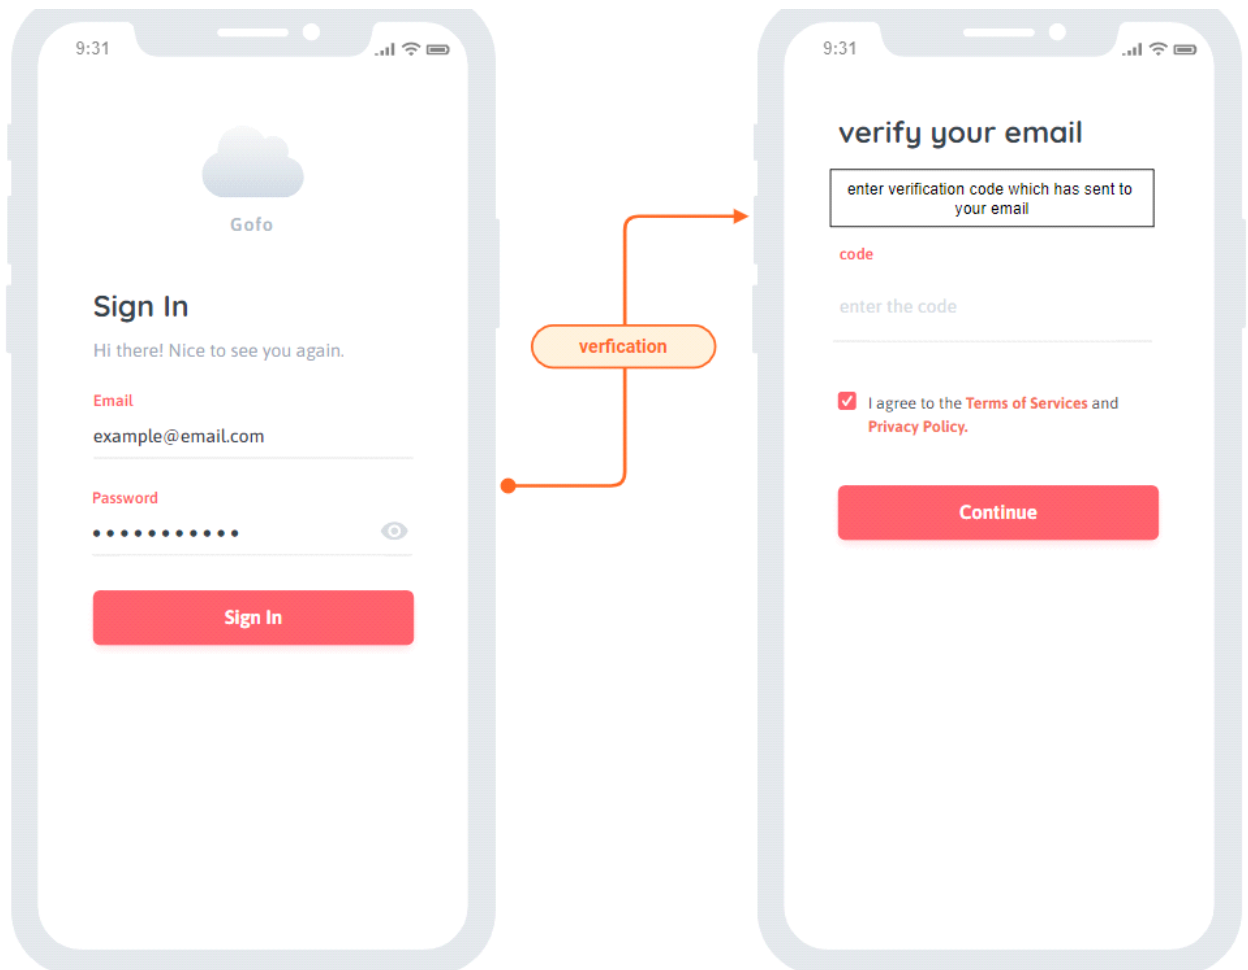 9:31
Gofo
Sign In
Hi there! Nice to see you again.
Email
example@email.com
Password
Sign In
verfication
9:31
verify your email
enter verification code which has sent to
your email
code
enter the code
I agree to the Terms of Services and
Privacy Policy.
Continue